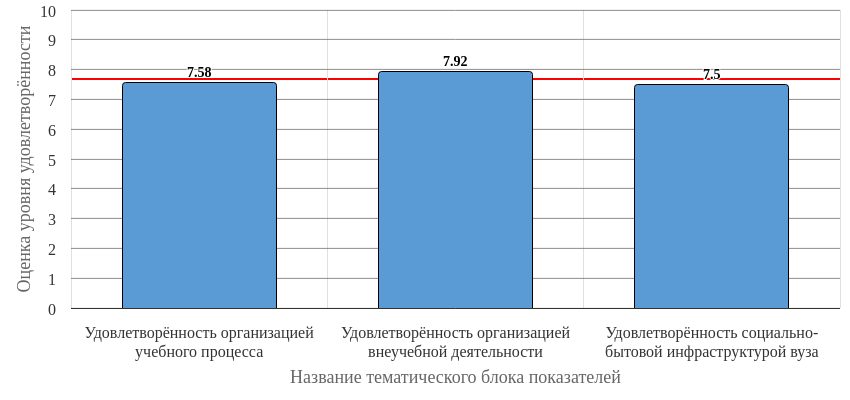 Оценка уровня удовлетворённости
10
9
8
7
6
5
4
3
2
1
0
7.58
7.92
7.5
Удовлетворённость организацией
учебного процесса
Удовлетворённость организацией
внеучебной деятельности
Удовлетворённость социально-
бытовой инфраструктурой вуза
Название тематического блока показателей